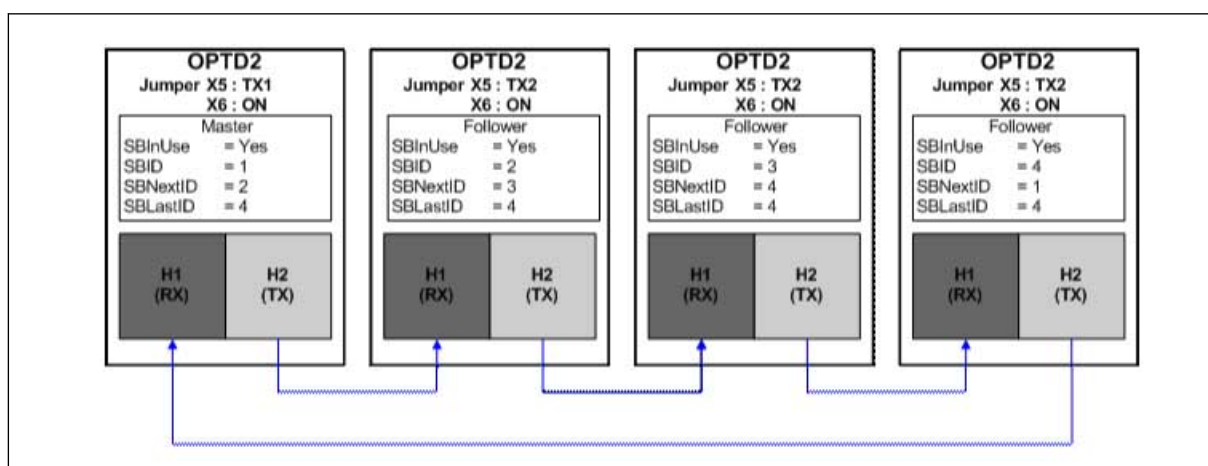 OPTD2
Jumper X5 : TX1
X6 : ON
Master
SBInUse = Yes
SBID = 1
SBNextID = 2
SBLastID = 4
H1
(RX)
H2
(TX)
OPTD2
Jumper X5 : TX2
X6 : ON
Follower
SBInUse = Yes
SBID = 2
SBNextID = 3
SBLastID = 4
H1
(RX)
H2
(TX)
OPTD2
Jumper X5 : TX2
X6 : ON
Follower
SBInUse = Yes
SBID = 3
SBNextID = 4
SBLastID = 4
H1
(RX)
H2
(TX)
OPTD2
Jumper X5 : TX2
X6 : ON
Follower
SBInUse = Yes
SBID = 4
SBNextID = 1
SBLastID = 4
H1
(RX)
H2
(TX)